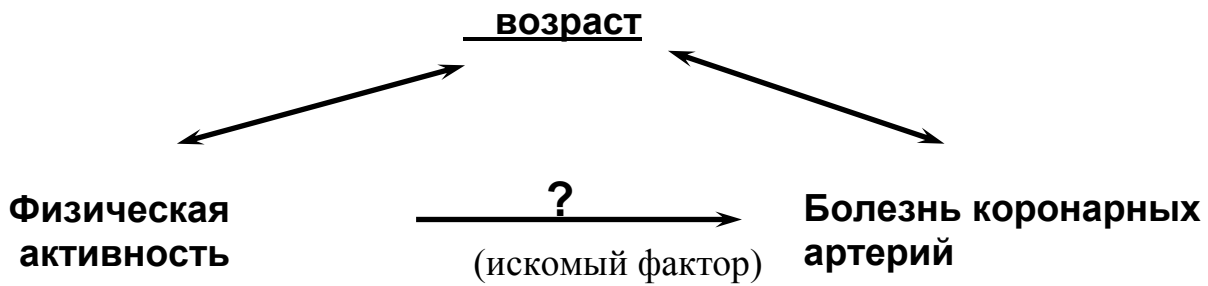 возраст
?
Физическая
активность
(искомый фактор)
Болезнь коронарных
артерий